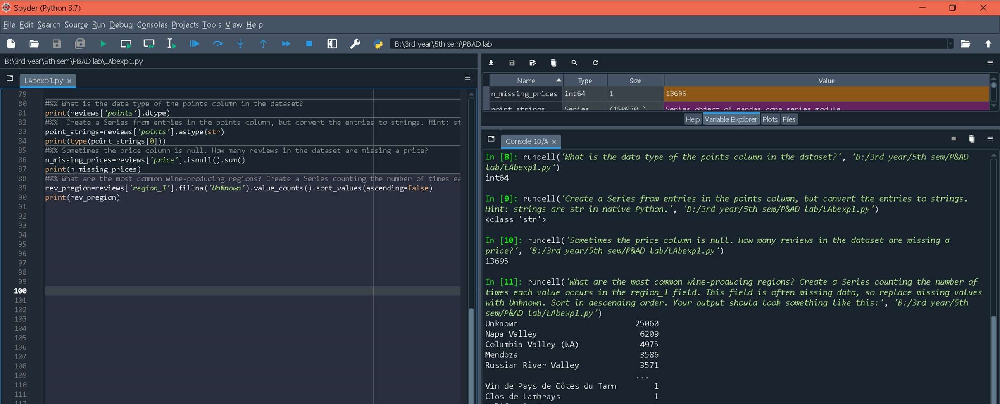 Spyder (Python 3.7)
File Edit Search Source Run Debug Consoles Projects Tools View Help
B:\3rd year\5th sem\P&AD lab
B:\3rd year\5th sem\P&AD lab\LAbexp1.py
LAbexp1.py
79
80 #%% What is the data type of the points column in the dataset?
81 print(reviews['points'].dtype)
82 #%%  Create a Series from entries in the points column, but convert the entries to strings. Hint: st
83 point_strings=reviews['points'].astype(str)
84 print(type(point_strings[0]))
85 #%% Sometimes the price column is null. How many reviews in the dataset are missing a price?
86 n_missing_prices=reviews['price'].isnull().sum()
87 print(n_missing_prices)
88 #%% What are the most common wine-producing regions? Create a Series counting the number of times ea
89 rev_pregion=reviews['region_1'].fillna('Unknown').value_counts().sort_values(ascending=False)
90 print(rev_pregion)
91
92
93
94
95
96
97
98
99
100
101
102
103
104
105
106
107
108
109
110
111
112
Name Type Size Value
n_missing_prices int64 1 13695
point_strings Series (150930,) Series object of pandas.core.series module
Help Variable Explorer Plots Files
Console 10/A
In [8]: runcell('What is the data type of the points column in the dataset?', 'B:/3rd year/5th sem/P&AD
lab/LAbexp1.py')
int64
In [9]: runcell('Create a Series from entries in the points column, but convert the entries to strings.
Hint: strings are str in native Python.', 'B:/3rd year/5th sem/P&AD lab/LAbexp1.py')
<class 'str'>
In [10]: runcell('Sometimes the price column is null. How many reviews in the dataset are missing a
price?', 'B:/3rd year/5th sem/P&AD lab/LAbexp1.py')
13695
In [11]: runcell('What are the most common wine-producing regions? Create a Series counting the number of
times each value occurs in the region_1 field. This field is often missing data, so replace missing values
with Unknown. Sort in descending order. Your output should look something like this:', 'B:/3rd year/5th
sem/P&AD lab/LAbexp1.py')
Unknown 25060
Napa Valley 6209
Columbia Valley (WA) 4975
Mendoza 3586
Russian River Valley 3571
...
Vin de Pays de Côtes du Tarn 1
Clos de Lambrays 1